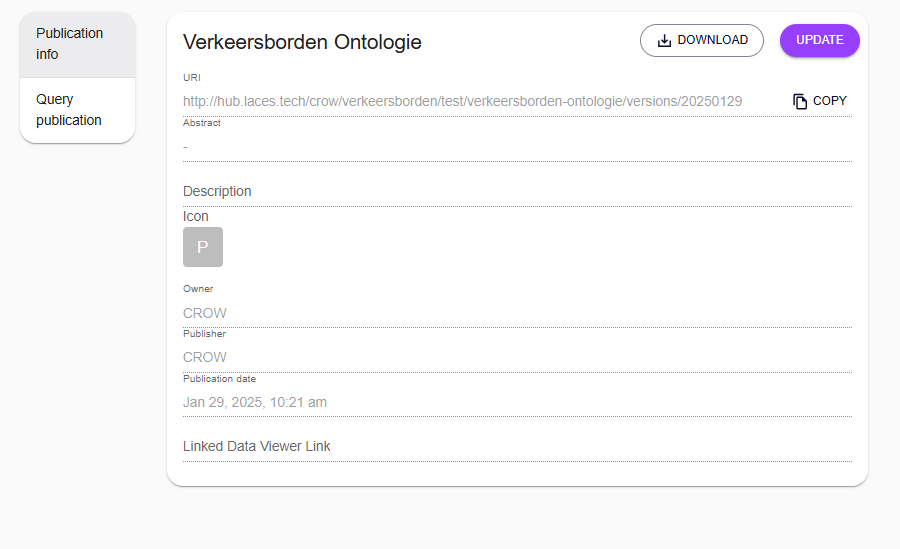 Publication
info
Query
publication
Verkeersborden Ontologie
DOWNLOAD
UPDATE
URI
http://hub.laces.tech/crow/verkeersborden/test/verkeersborden-ontologie/versions/20250129
COPY
Abstract
-
Description
Icon
P
Owner
CROW
Publisher
CROW
Publication date
Jan 29, 2025, 10:21 am
Linked Data Viewer Link